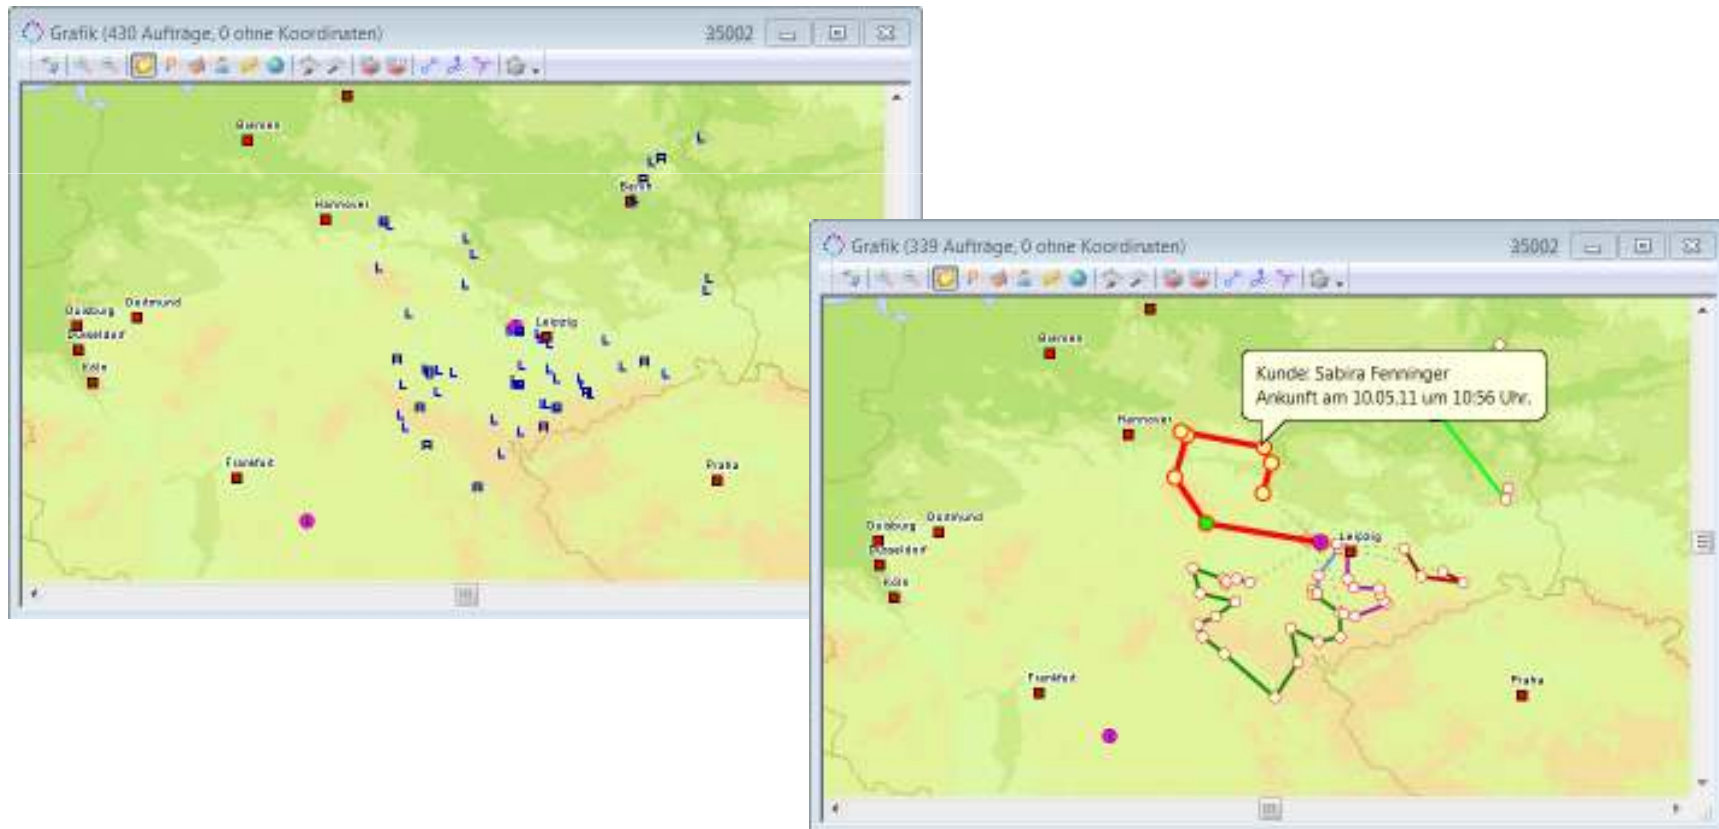 Grafik (430 Aufträge, 0 ohne Koordinaten) 35002
Bremen
Berlin
Hannover
Dortmund
Duisburg
Leipzig
Düsseldorf
Köln
Frankfurt
Praha
Grafik (339 Aufträge, 0 ohne Koordinaten) 35002
Bremen
Kunde: Sabira Fenninger
Ankunft am 10.05.11 um 10:56 Uhr.
Hannover
Dortmund
Duisburg
Leipzig
Düsseldorf
Köln
Frankfurt
Praha